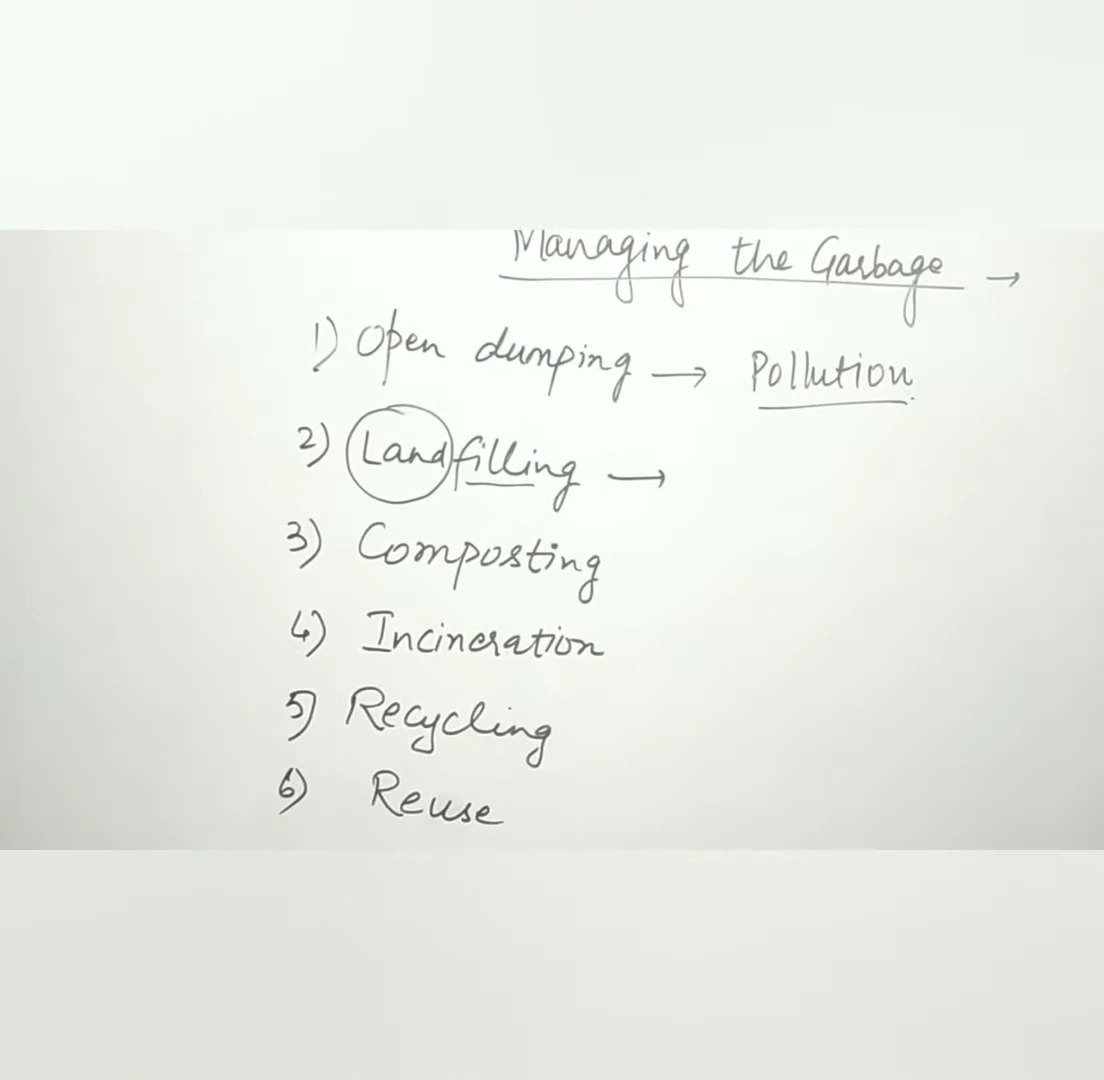 Managing the Garbage →
1) Open dumping → Pollution
2) Landfilling →
3) Composting
4) Incineration
5) Recycling
6) Reuse